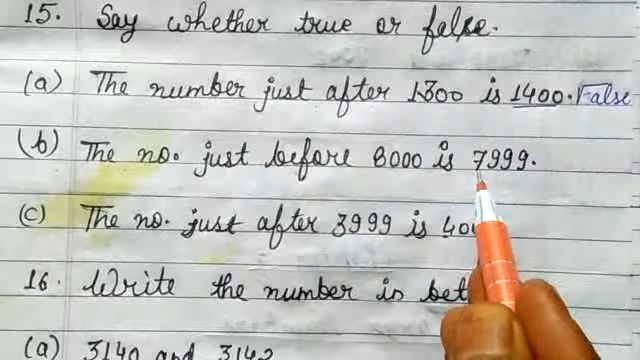 15. Say whether true or false.
(a) The number just after 1300 is 1400. False
(b) The no. just before 8000 is 7999.
(c) The no. just after 3999 is
16. Write the number in
(a) 3140 and 3142